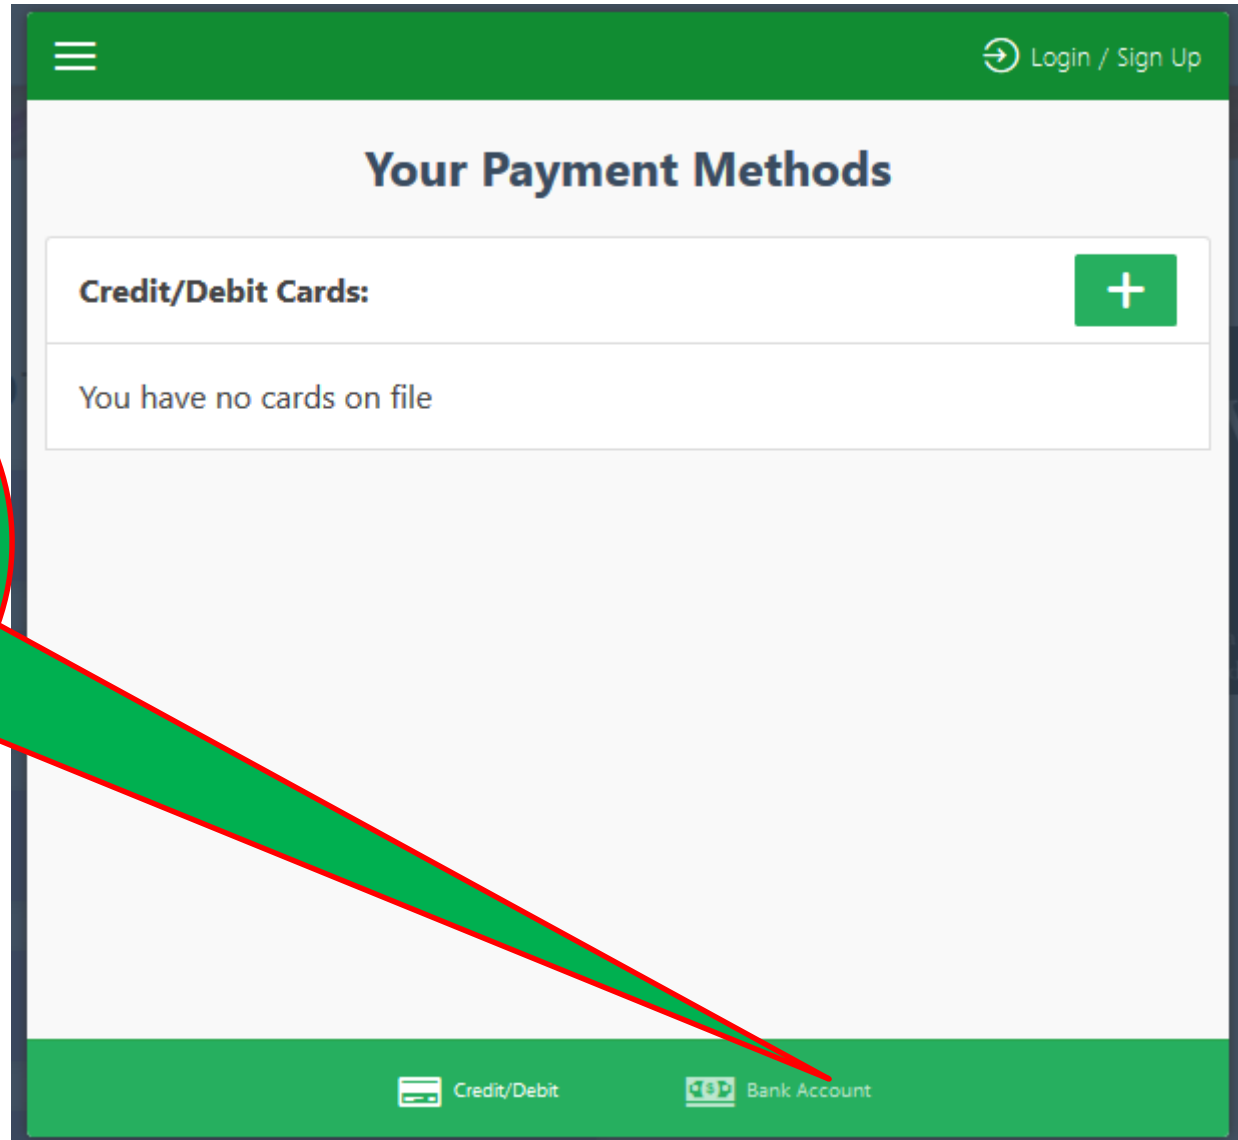 Login / Sign Up
Your Payment Methods
Credit/Debit Cards:
You have no cards on file
Credit/Debit
Bank Account